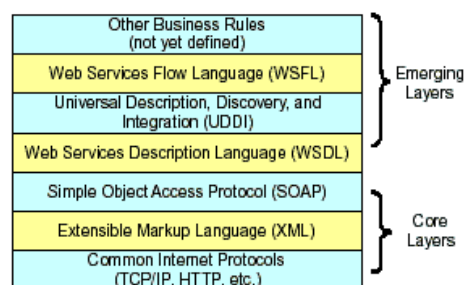 Other Business Rules
(not yet defined)
Web Services Flow Language (WSFL)
Universal Description, Discovery, and
Integration (UDDI)
Web Services Description Language (WSDL)
Simple Object Access Protocol (SOAP)
Extensible Markup Language (XML)
Common Internet Protocols
(TCP/IP, HTTP, etc.)
Emerging
Layers
Core
Layers